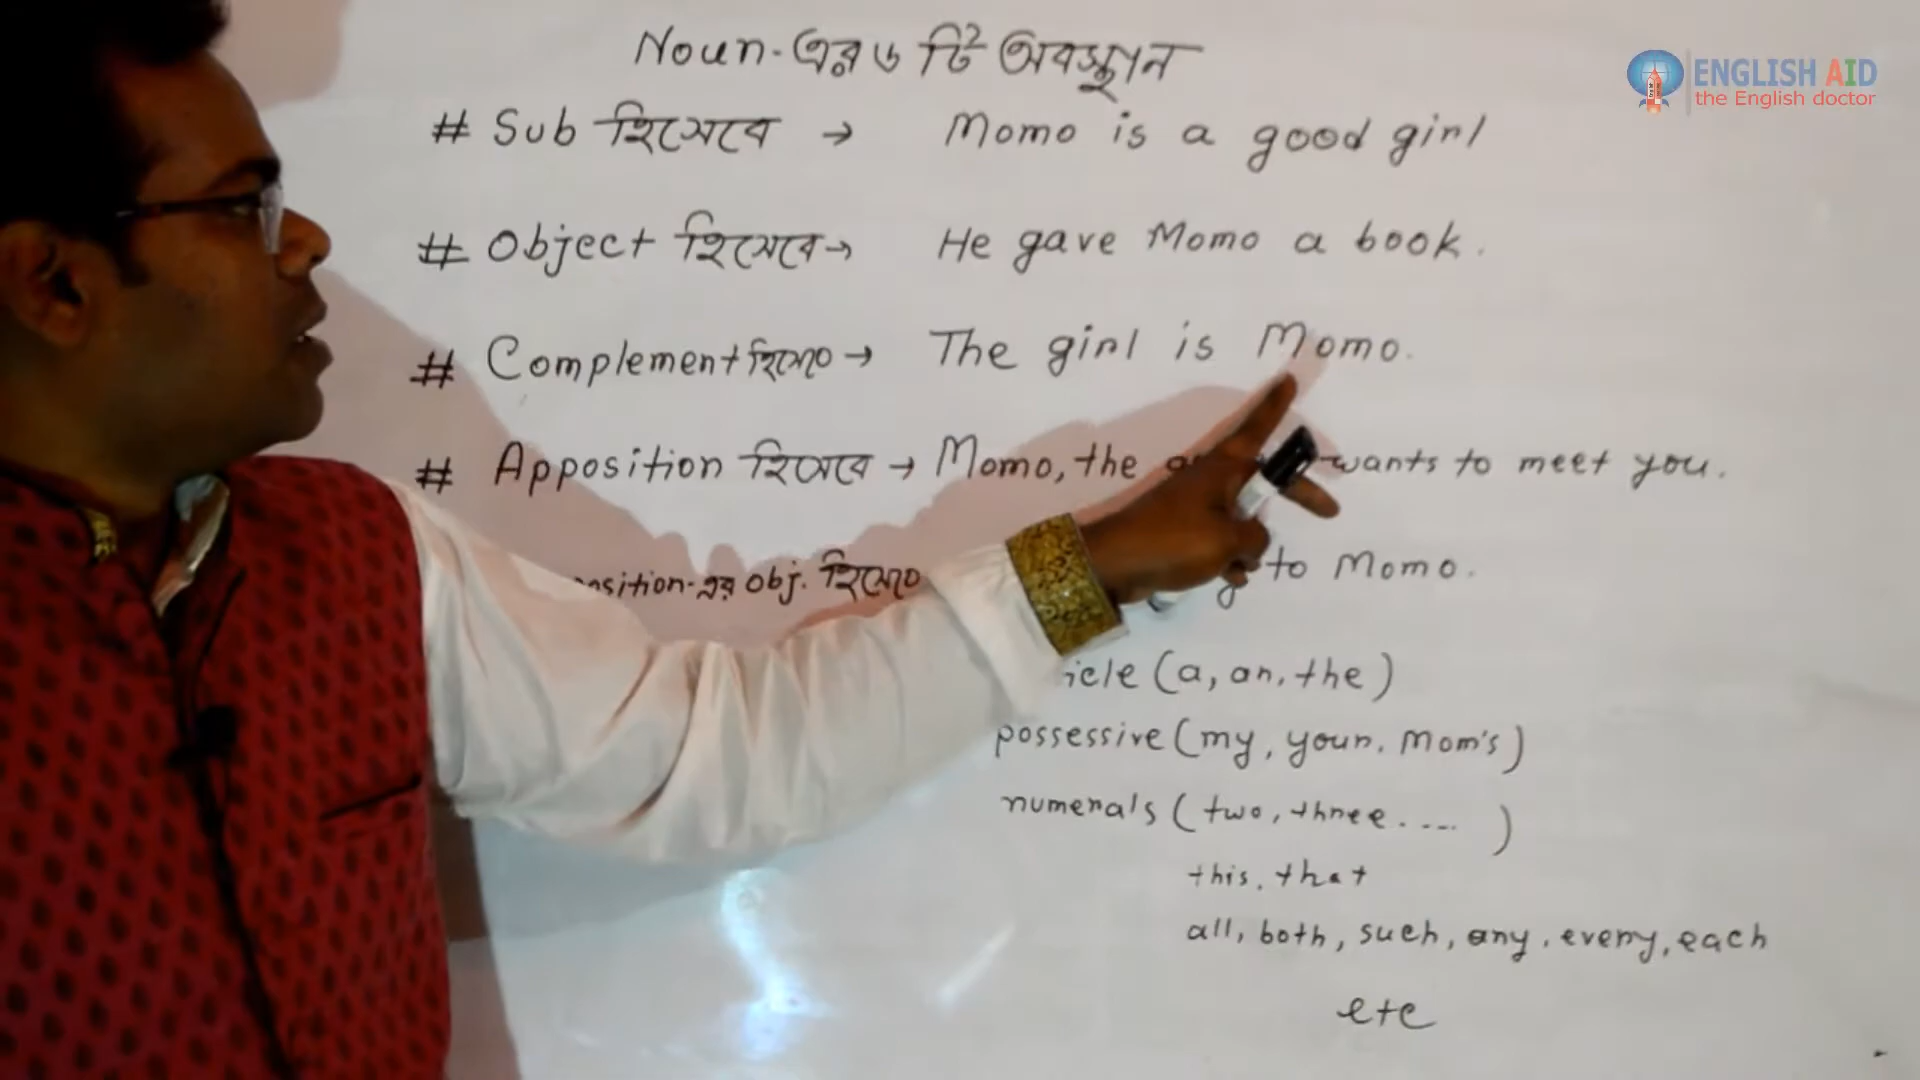 Noun-এর ৬ টি অবস্থান
ENGLISH AID
the English doctor
# Sub হিসেবে → Momo is a good girl
# Object হিসেবে → He gave Momo a book.
# Complement হিসেবে → The girl is Momo.
# Apposition হিসেবে → Momo, the wants to meet you.
-এর obj. হিসেবে to Momo.
(a, an, the)
possessive (my, your, Mom's)
numerals (two, three.... )
this, that
all, both, such, any, every, each
etc